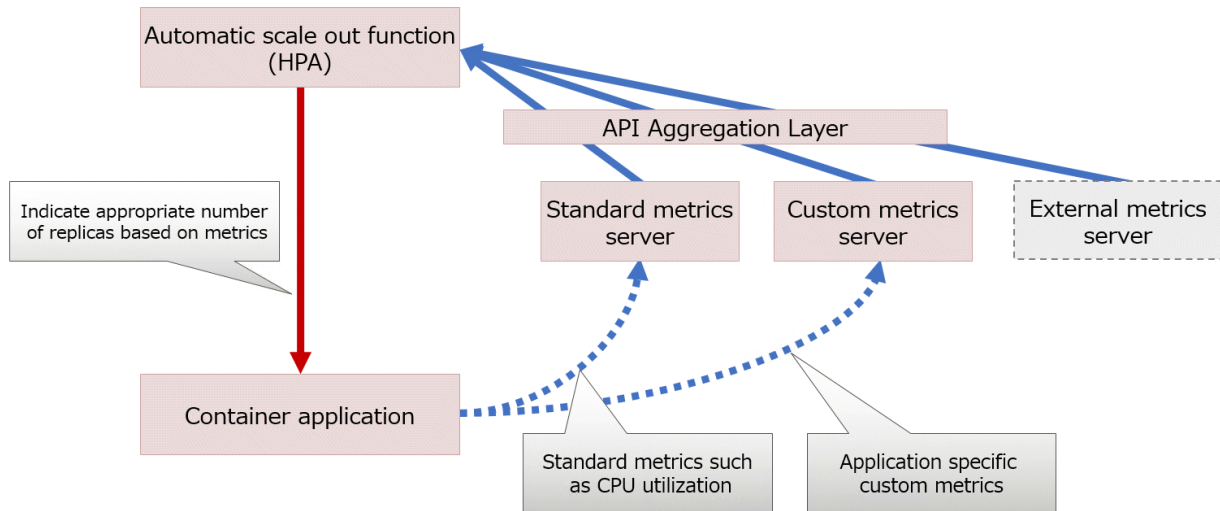 Automatic scale out function
(HPA)
API Aggregation Layer
Indicate appropriate number
of replicas based on metrics
Standard metrics
server
Custom metrics
server
External metrics
server
Container application
Standard metrics such
as CPU utilization
Application specific
custom metrics